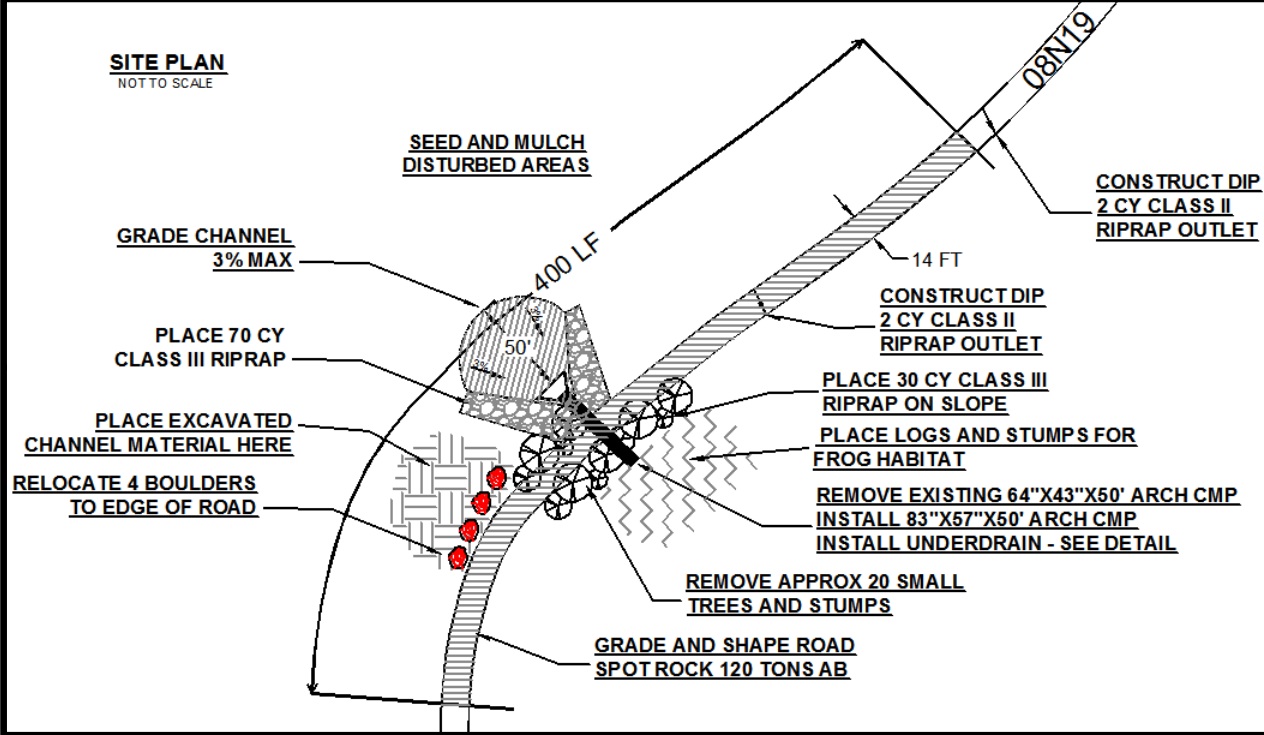 SITE PLAN
NOT TO SCALE
08N19
SEED AND MULCH
DISTURBED AREAS
CONSTRUCT DIP
2 CY CLASS II
RIPRAP OUTLET
GRADE CHANNEL
3% MAX
400 LF
14 FT
CONSTRUCT DIP
2 CY CLASS II
RIPRAP OUTLET
PLACE 70 CY
CLASS III RIPRAP
3%
50'
3%
PLACE 30 CY CLASS III
RIPRAP ON SLOPE
PLACE EXCAVATED
CHANNEL MATERIAL HERE
PLACE LOGS AND STUMPS FOR
FROG HABITAT
RELOCATE 4 BOULDERS
TO EDGE OF ROAD
REMOVE EXISTING 64"X43"X50' ARCH CMP
INSTALL 83"X57"X50' ARCH CMP
INSTALL UNDERDRAIN - SEE DETAIL
REMOVE APPROX 20 SMALL
TREES AND STUMPS
GRADE AND SHAPE ROAD
SPOT ROCK 120 TONS AB